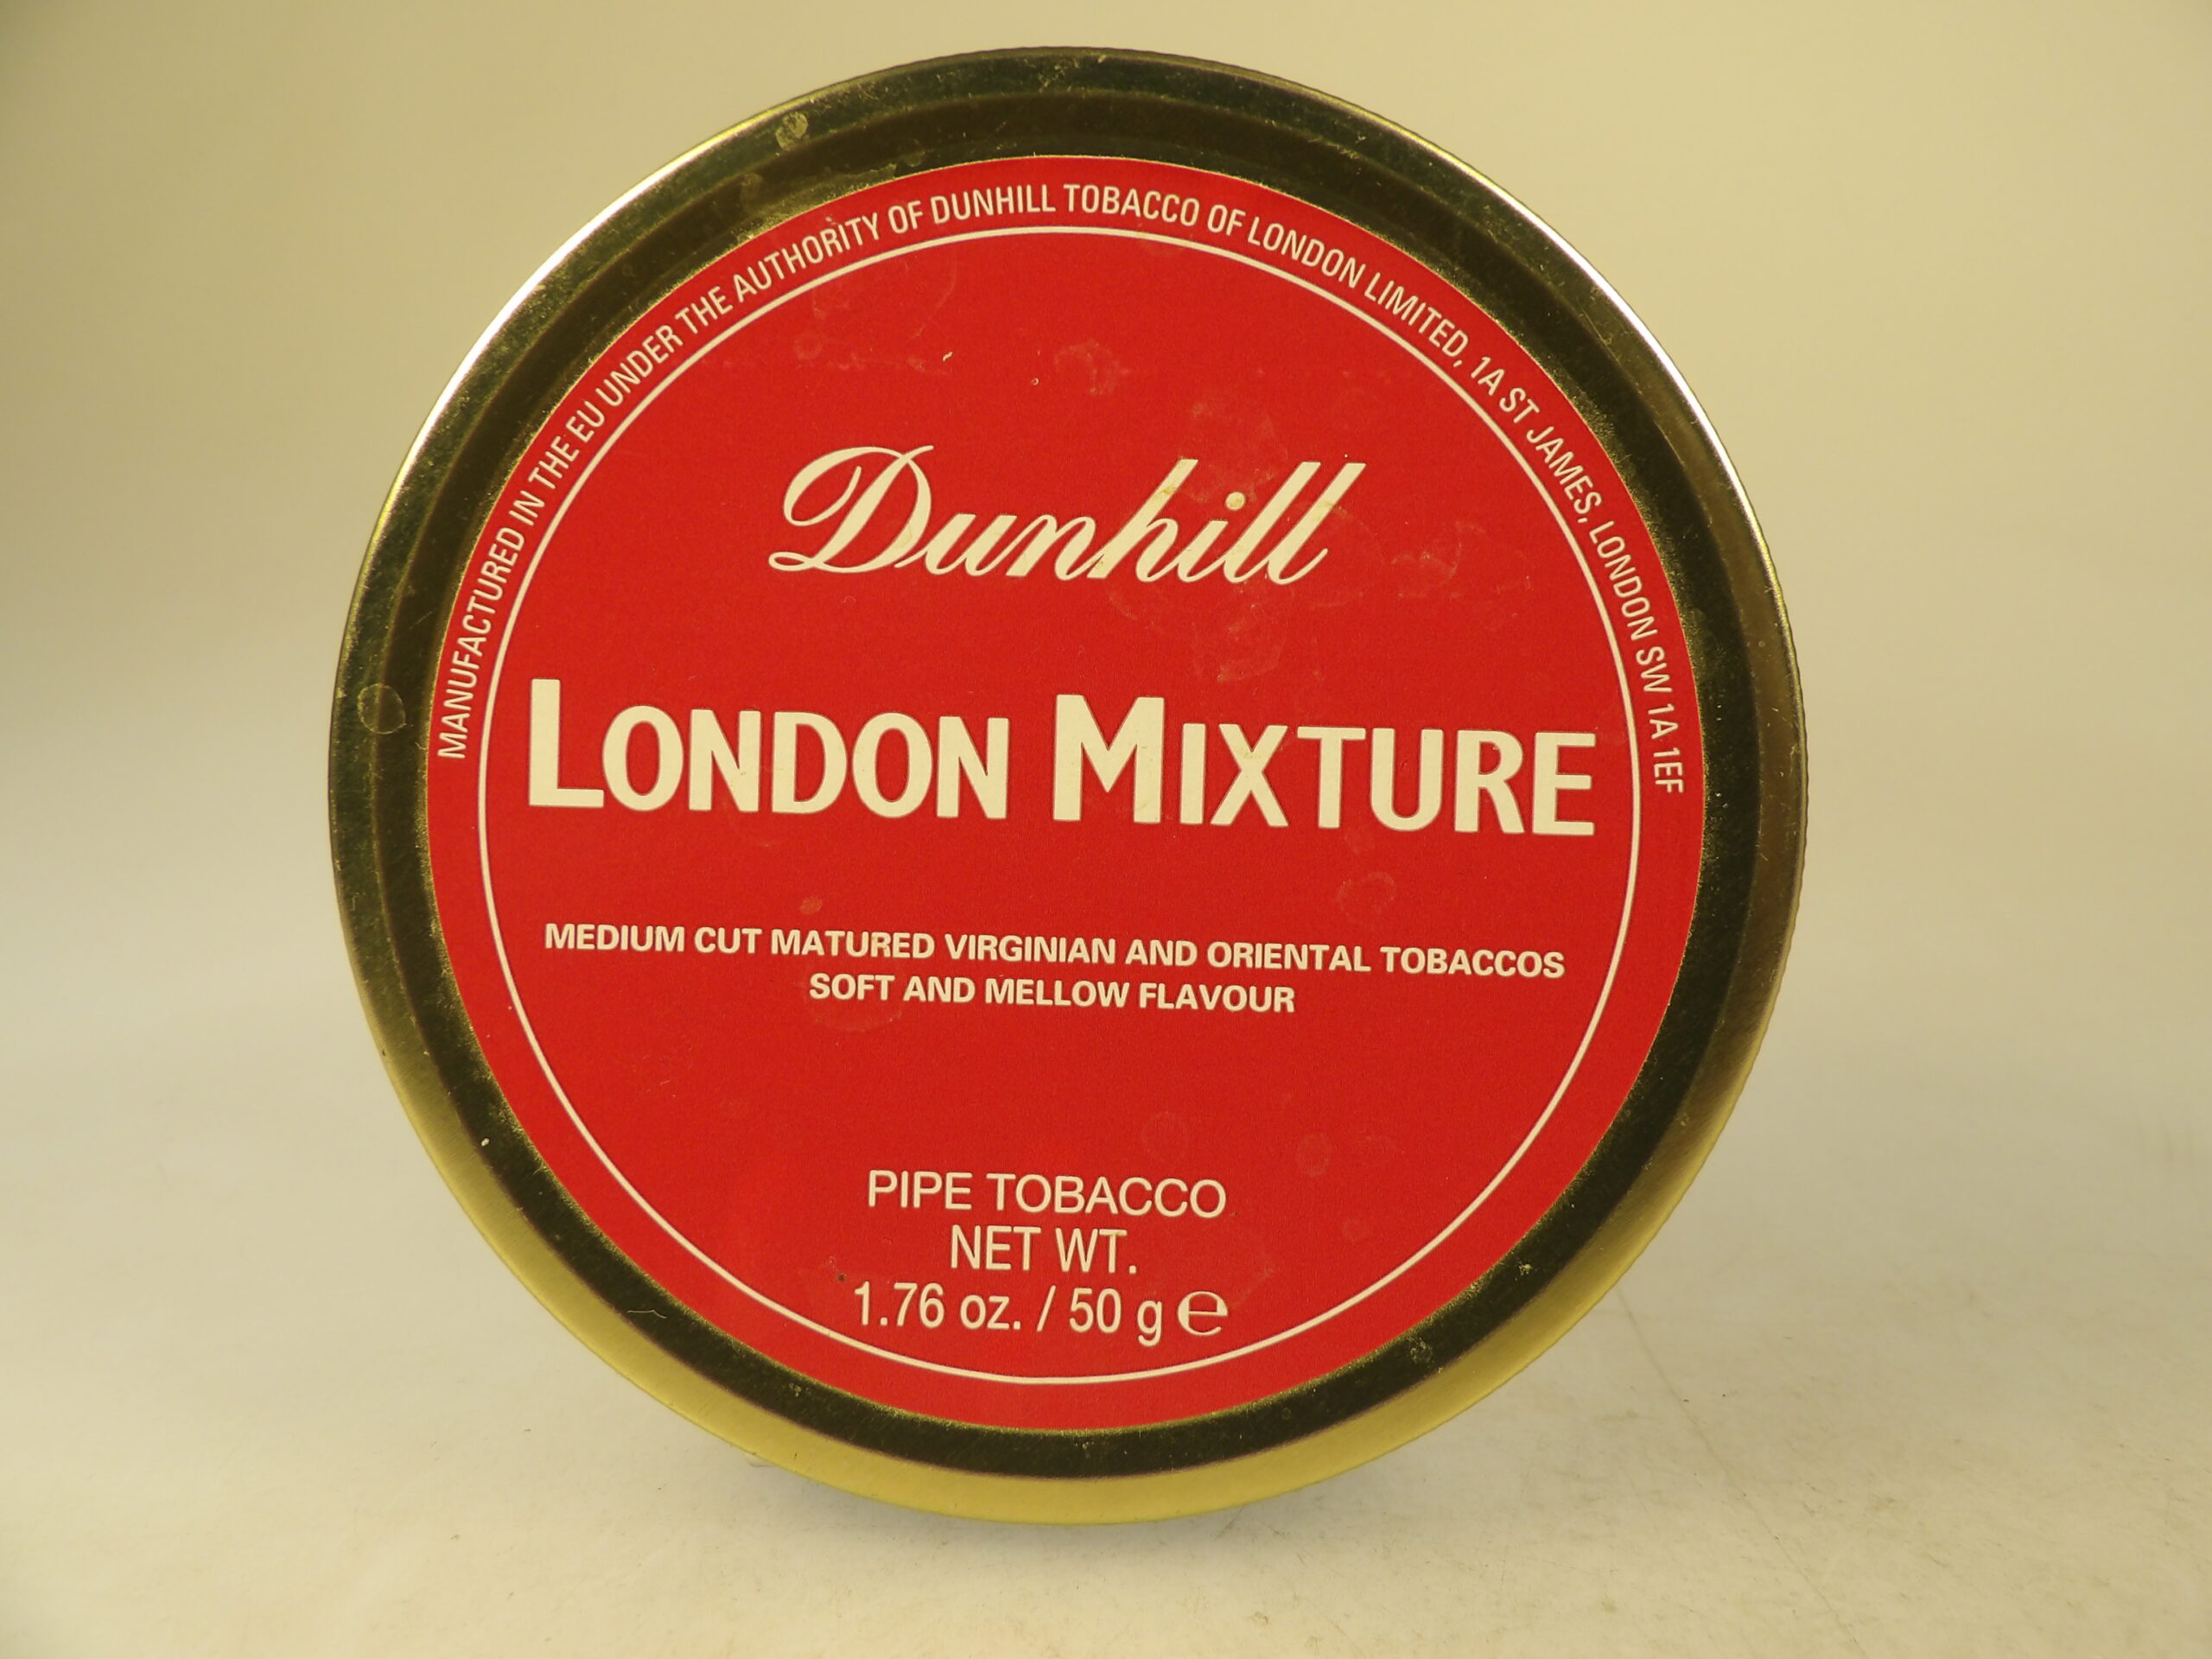 MANUFACTURED IN THE EU UNDER THE AUTHORITY OF DUNHILL TOBACCO OF LONDON LIMITED, 1A ST JAMES, LONDON SW 1A 1EF
Dunhill
LONDON MIXTURE
MEDIUM CUT MATURED VIRGINIAN AND ORIENTAL TOBACCOS
SOFT AND MELLOW FLAVOUR
PIPE TOBACCO
NET WT.
1.76 oz. / 50 g ℮